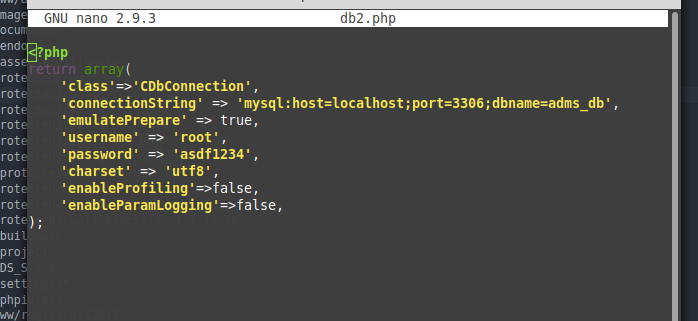 GNU nano 2.9.3 db2.php
<?php
return array(
'class'=>'CDbConnection',
'connectionString' => 'mysql:host=localhost;port=3306;dbname=adms_db',
'emulatePrepare' => true,
'username' => 'root',
'password' => 'asdf1234',
'charset' => 'utf8',
'enableProfiling'=>false,
'enableParamLogging'=>false,
);